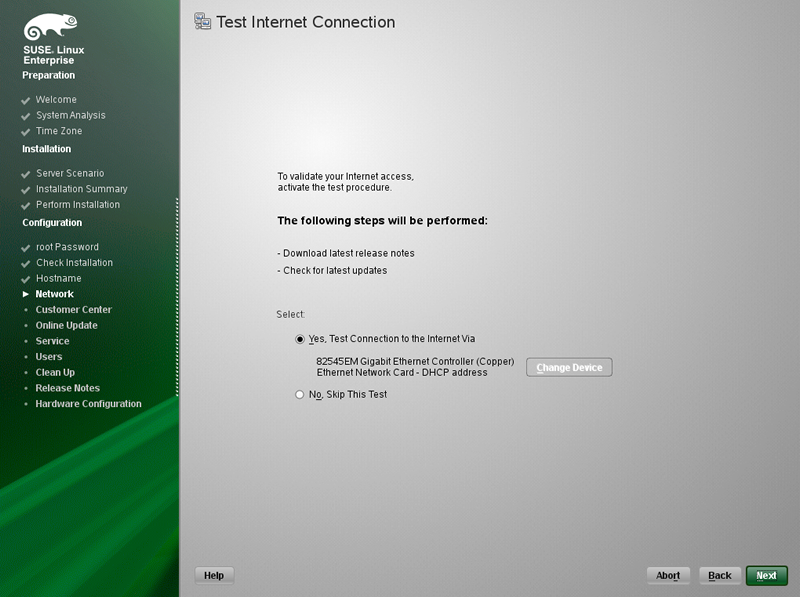 SUSE® Linux
Enterprise
Preparation
Welcome
System Analysis
Time Zone
Installation
Server Scenario
Installation Summary
Perform Installation
Configuration
root Password
Check Installation
Hostname
Network
Customer Center
Online Update
Service
Users
Clean Up
Release Notes
Hardware Configuration
Test Internet Connection
To validate your Internet access,
activate the test procedure.
The following steps will be performed:
- Download latest release notes
- Check for latest updates
Select:
Yes, Test Connection to the Internet Via
82545EM Gigabit Ethernet Controller (Copper)
Ethernet Network Card - DHCP address
Change Device
No, Skip This Test
Help
Abort
Back
Next